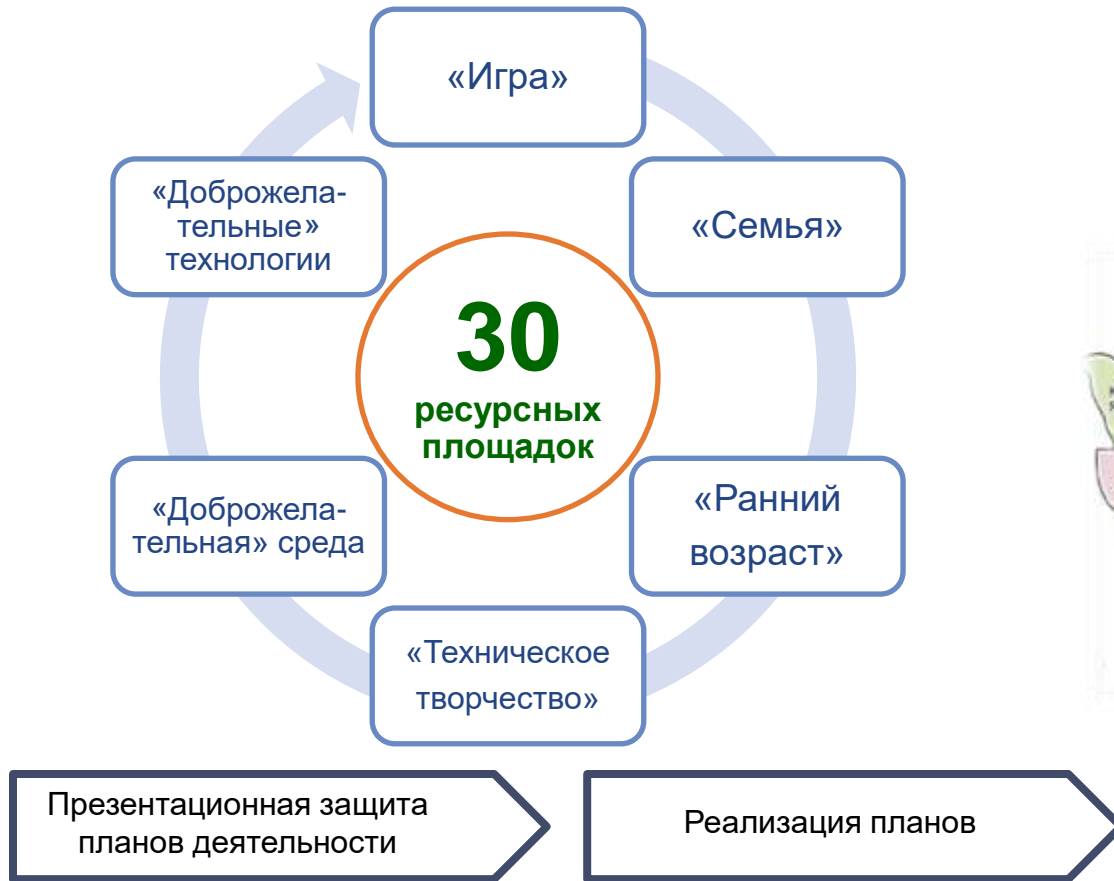 «Игра»
«Семья»
«Ранний
возраст»
«Техническое
творчество»
«Доброжела-
тельная» среда
«Доброжела-
тельные»
технологии
30
ресурсных
площадок
Презентационная защита
планов деятельности
Реализация планов